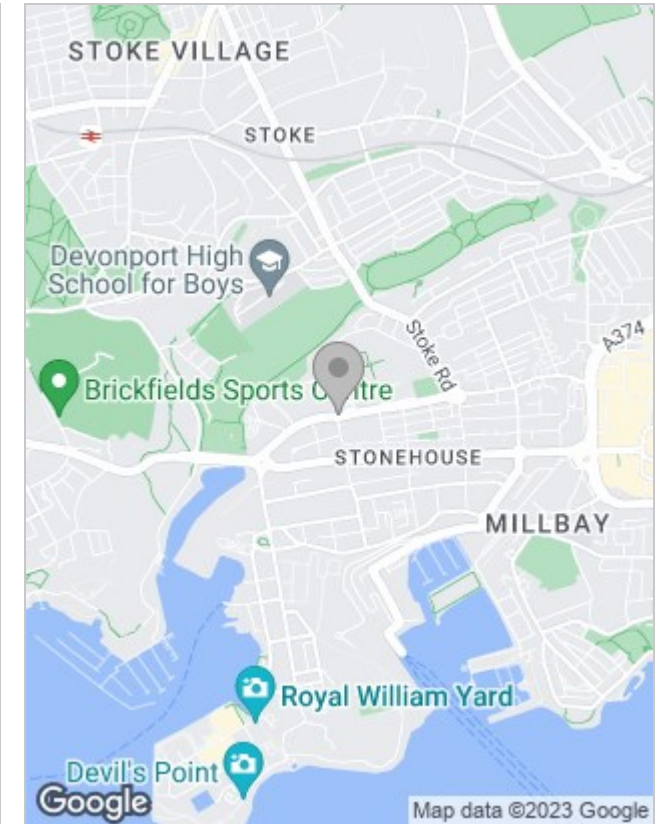 STOKE VILLAGE
STOKE
Devonport High
School for Boys
Stoke Rd
A374
Brickfields Sports C
tre
STONEHOUSE
MILLBAY
Royal William Yard
Devil's Point
Google
Map data ©2023 Google